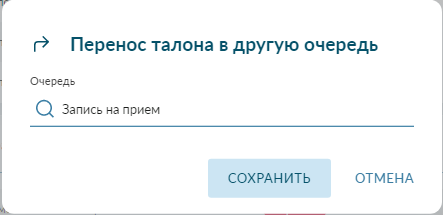 Перенос талона в другую очередь
Очередь
Запись на прием
СОХРАНИТЬ ОТМЕНА